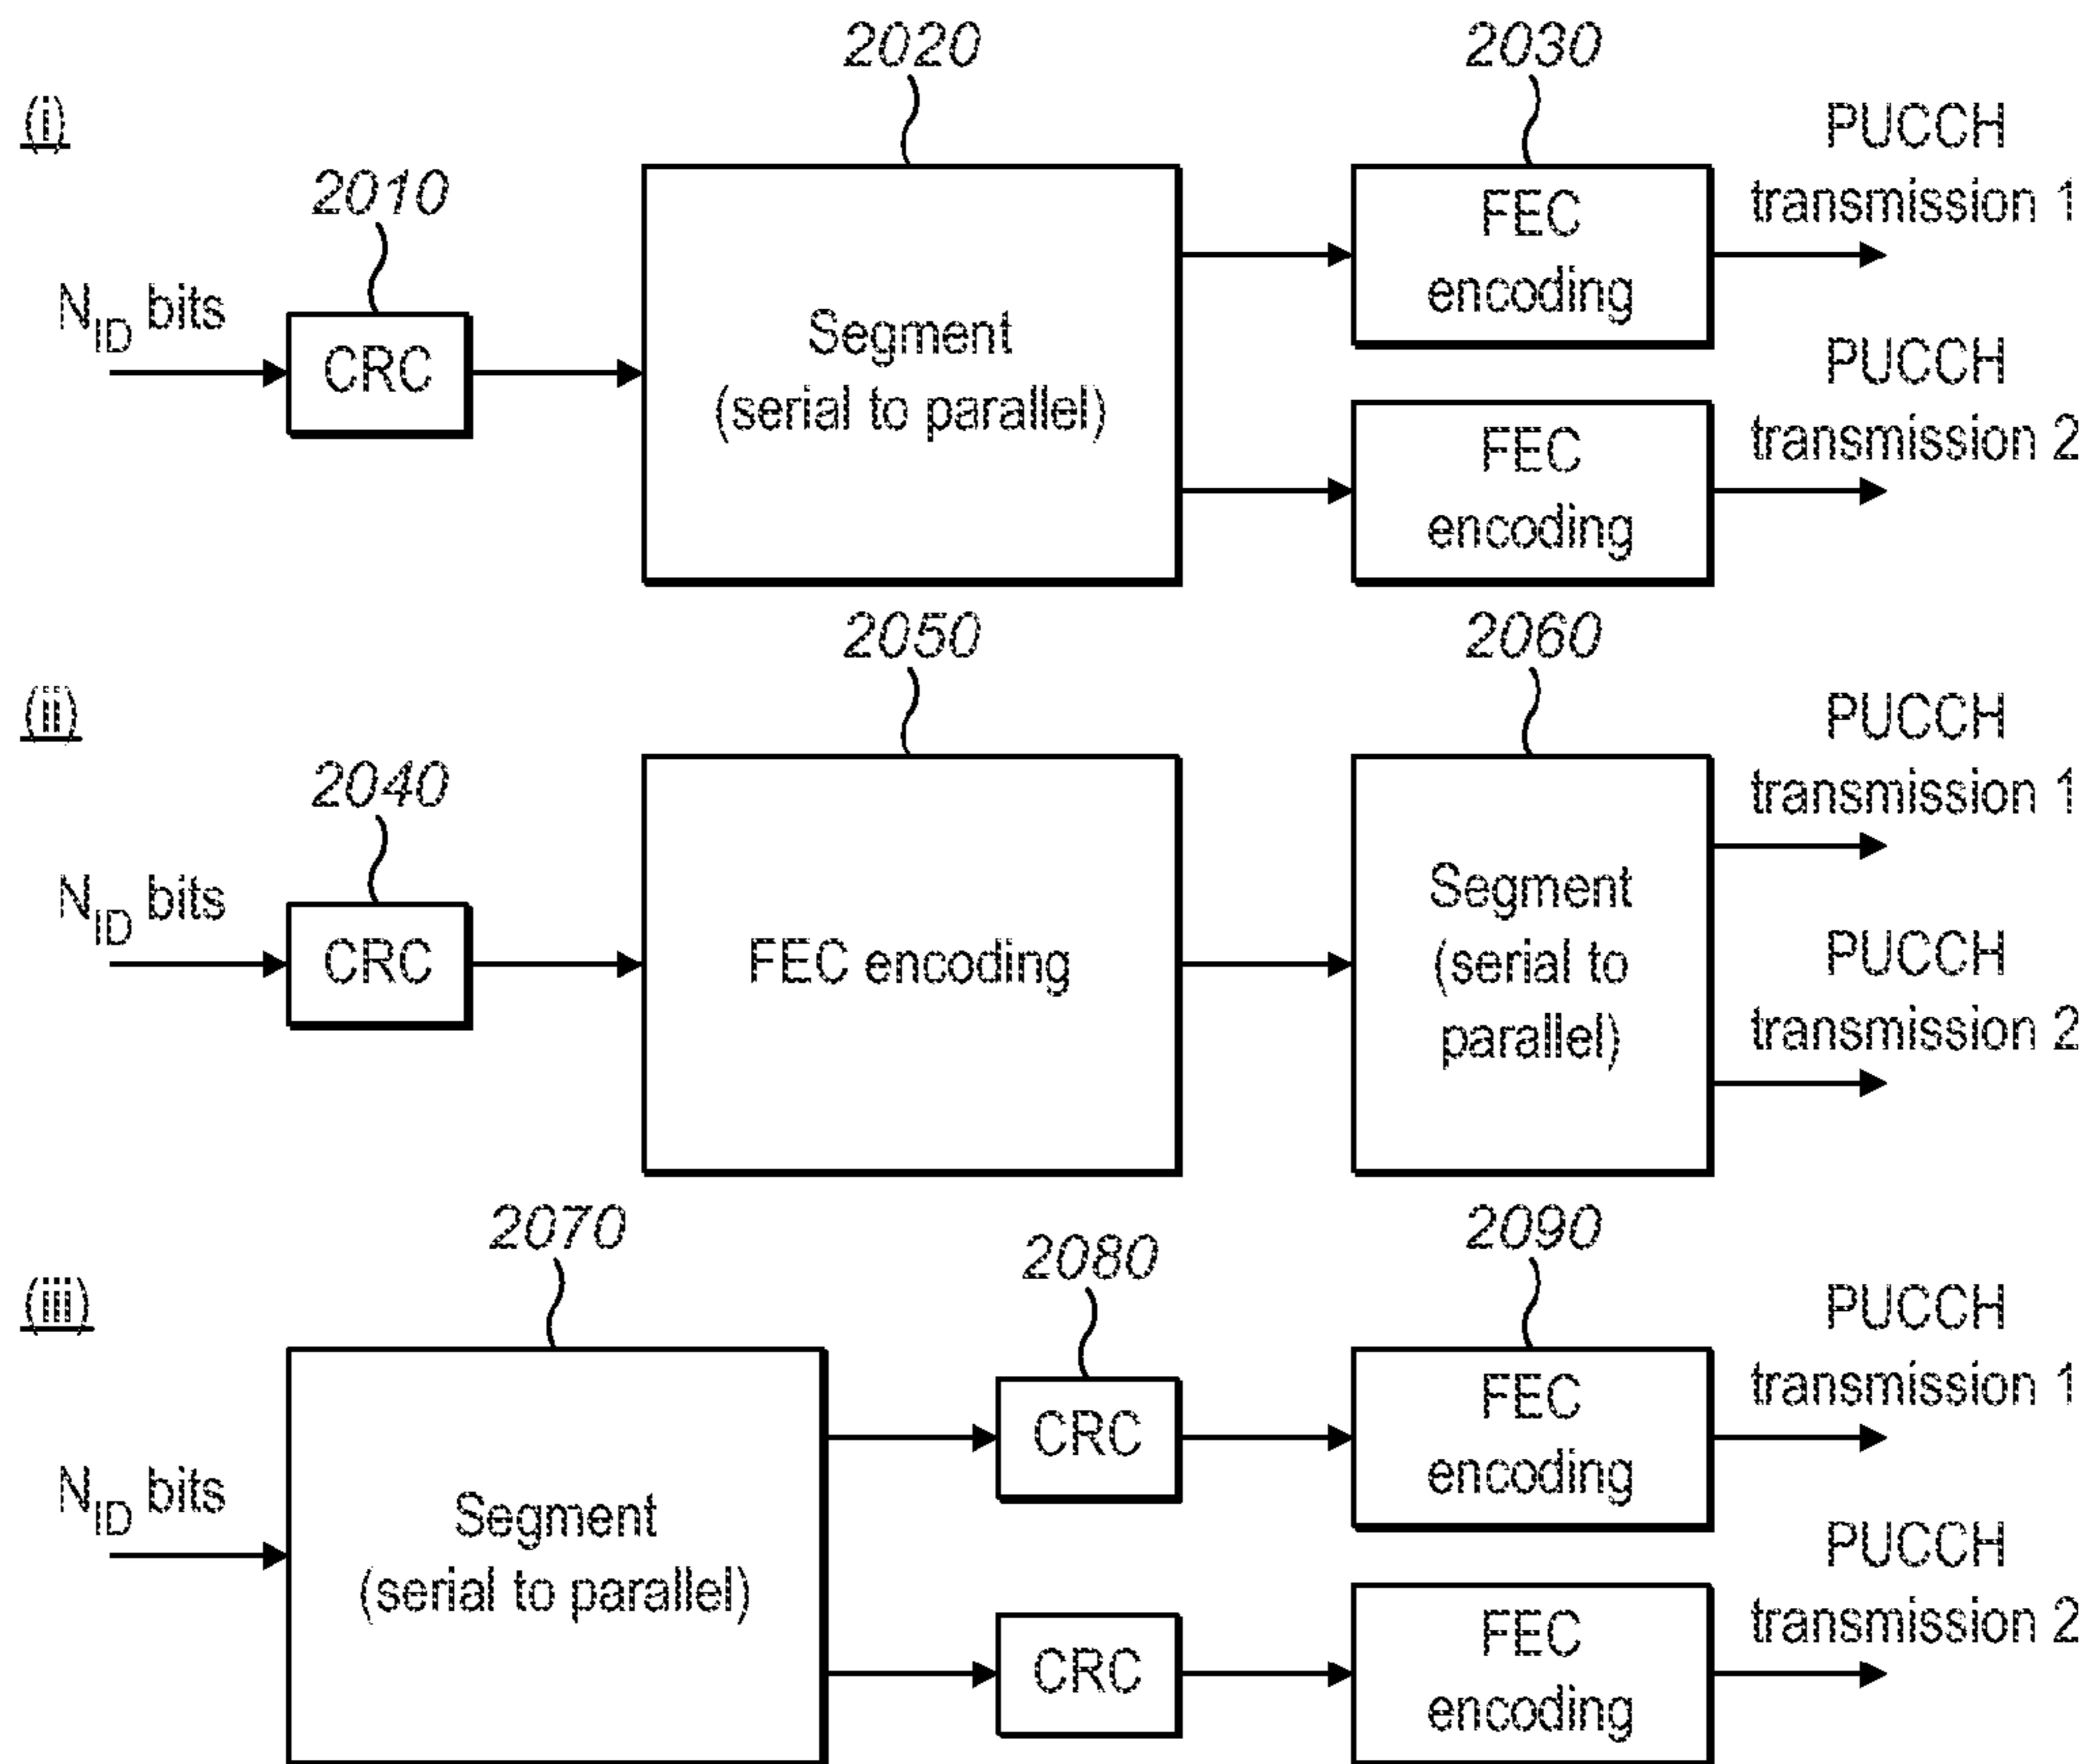 2020
2030
(i)
PUCCH
transmission 1
2010
FEC
encoding
N_ID bits
CRC
Segment
(serial to parallel)
PUCCH
transmission 2
FEC
encoding
2050
2060
(ii)
PUCCH
transmission 1
2040
N_ID bits
CRC
FEC encoding
Segment
(serial to
parallel)
PUCCH
transmission 2
2070
2080
2090
(iii)
PUCCH
transmission 1
CRC
FEC
encoding
N_ID bits
Segment
(serial to parallel)
PUCCH
transmission 2
CRC
FEC
encoding